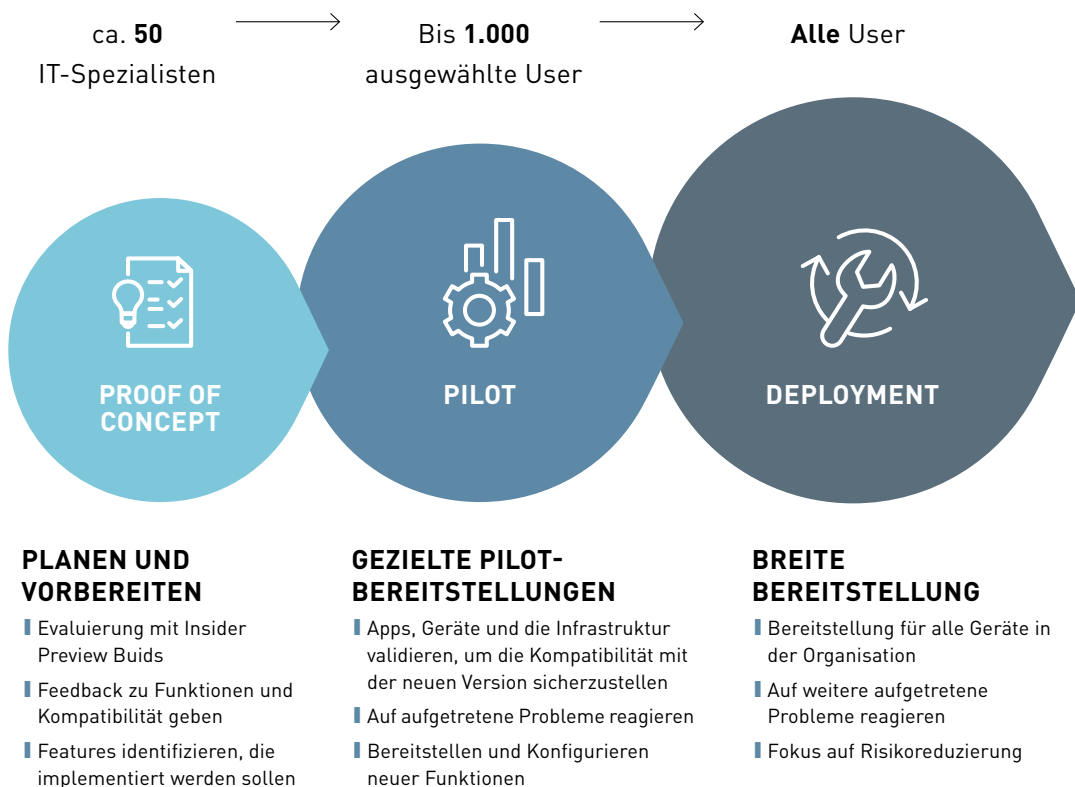 ca. 50
IT-Spezialisten
Bis 1.000
ausgewählte User
Alle User
PROOF OF
CONCEPT
PILOT
DEPLOYMENT
PLANEN UND
VORBEREITEN
Evaluierung mit Insider
Preview Buids
Feedback zu Funktionen und
Kompatibilität geben
Features identifizieren, die
implementiert werden sollen
GEZIELTE PILOT-
BEREITSTELLUNGEN
Apps, Geräte und die Infrastruktur
validieren, um die Kompatibilität mit
der neuen Version sicherzustellen
Auf aufgetretene Probleme reagieren
Bereitstellen und Konfigurieren
neuer Funktionen
BREITE
BEREITSTELLUNG
Bereitstellung für alle Geräte in
der Organisation
Auf weitere aufgetretene
Probleme reagieren
Fokus auf Risikoreduzierung